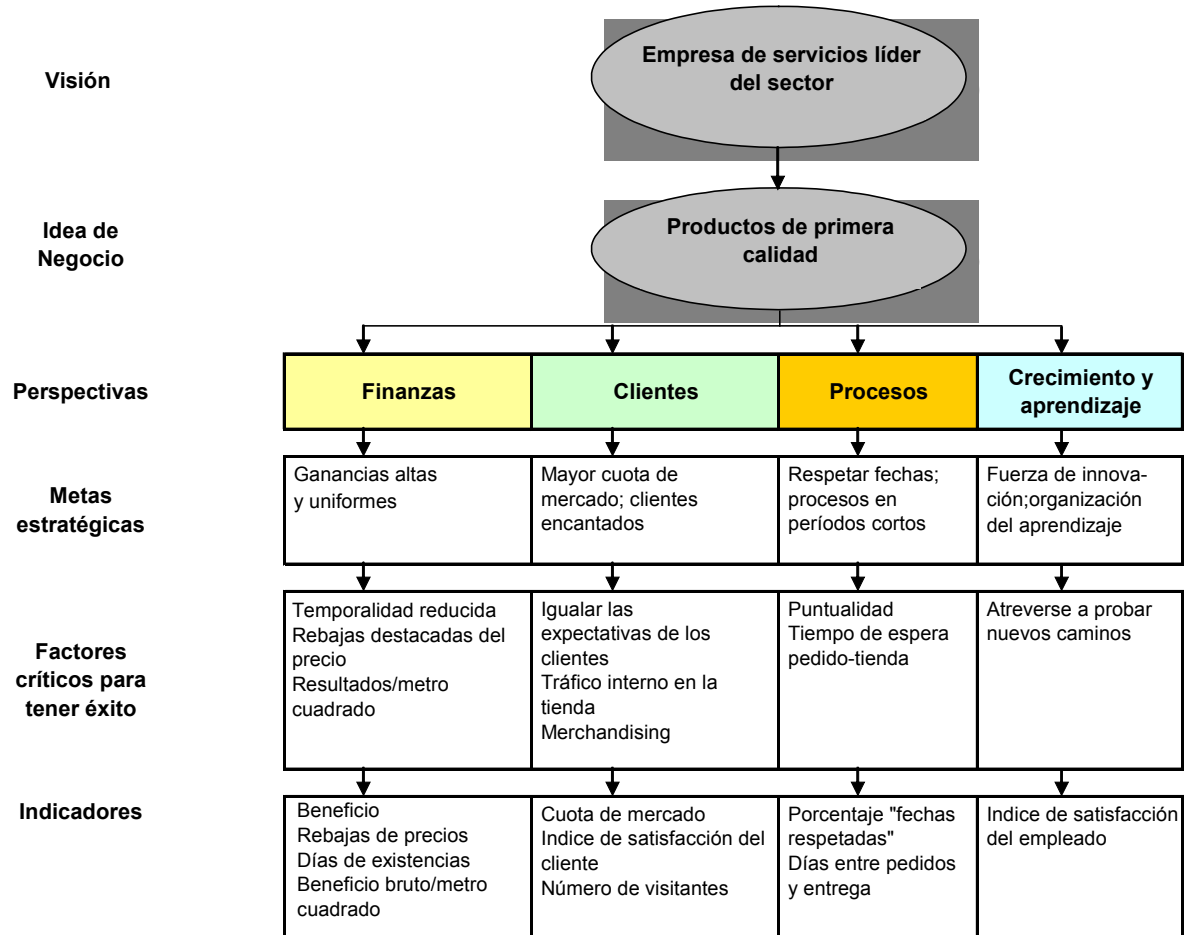 Visión
Empresa de servicios líder
del sector
Idea de
Negocio
Productos de primera
calidad
Perspectivas
Finanzas
Clientes
Procesos
Crecimiento y
aprendizaje
Metas
estratégicas
Ganancias altas
y uniformes
Mayor cuota de
mercado; clientes
encantados
Respetar fechas;
procesos en
períodos cortos
Fuerza de innova-
ción;organización
del aprendizaje
Factores
críticos para
tener éxito
Temporalidad reducida
Rebajas destacadas del
precio
Resultados/metro
cuadrado
Igualar las
expectativas de los
clientes
Tráfico interno en la
tienda
Merchandising
Puntualidad
Tiempo de espera
pedido-tienda
Atreverse a probar
nuevos caminos
Indicadores
Beneficio
Rebajas de precios
Días de existencias
Beneficio bruto/metro
cuadrado
Cuota de mercado
Indice de satisfacción del
cliente
Número de visitantes
Porcentaje "fechas
respetadas"
Días entre pedidos
y entrega
Indice de satisfacción
del empleado